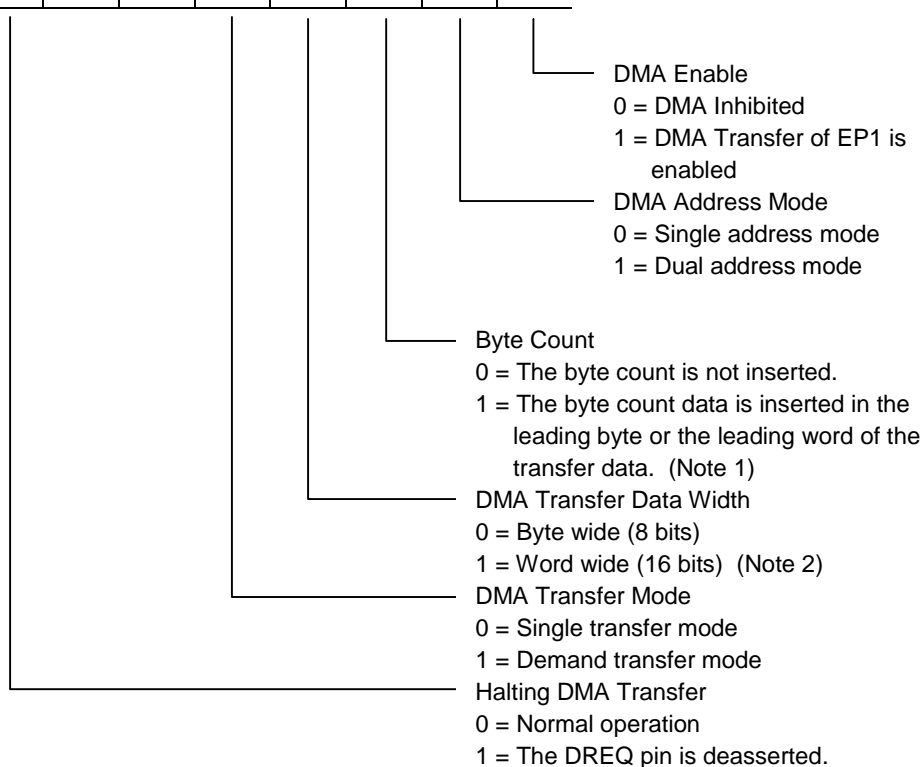 DMA Enable
0 = DMA Inhibited
1 = DMA Transfer of EP1 is
enabled
DMA Address Mode
0 = Single address mode
1 = Dual address mode
Byte Count
0 = The byte count is not inserted.
1 = The byte count data is inserted in the
leading byte or the leading word of the
transfer data. (Note 1)
DMA Transfer Data Width
0 = Byte wide (8 bits)
1 = Word wide (16 bits) (Note 2)
DMA Transfer Mode
0 = Single transfer mode
1 = Demand transfer mode
Halting DMA Transfer
0 = Normal operation
1 = The DREQ pin is deasserted.